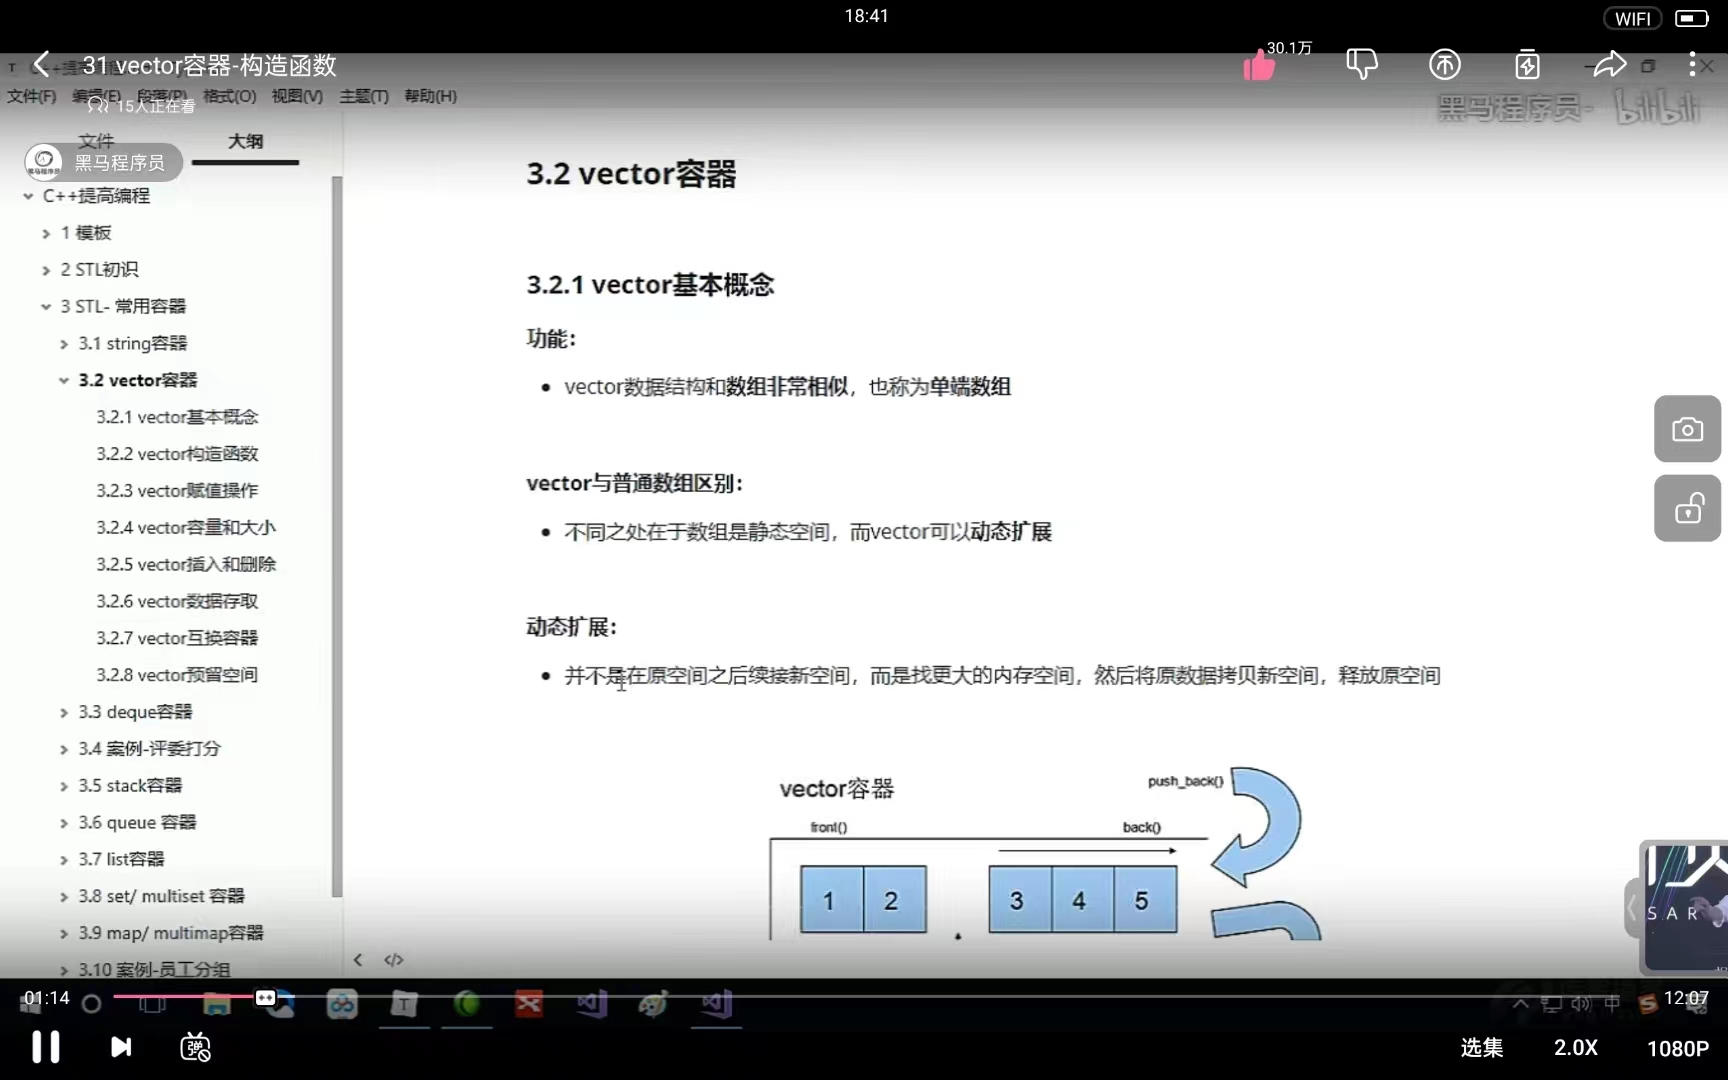 18:41
WIFI
31 vector容器-构造函数
30.1万
文件(F) 编辑(E) 段落(P) 格式(O) 视图(V) 主题(T) 帮助(H)
15人正在看
黑马程序员- bilibili
文件 大纲
黑马程序员
C++提高编程
1 模板
2 STL初识
3 STL- 常用容器
3.1 string容器
3.2 vector容器
3.2.1 vector基本概念
3.2.2 vector构造函数
3.2.3 vector赋值操作
3.2.4 vector容量和大小
3.2.5 vector插入和删除
3.2.6 vector数据存取
3.2.7 vector互换容器
3.2.8 vector预留空间
3.3 deque容器
3.4 案例-评委打分
3.5 stack容器
3.6 queue 容器
3.7 list容器
3.8 set/ multiset 容器
3.9 map/ multimap容器
3.10 案例-员工分组
3.2 vector容器
3.2.1 vector基本概念
功能：
vector数据结构和数组非常相似，也称为单端数组
vector与普通数组区别：
不同之处在于数组是静态空间，而vector可以动态扩展
动态扩展：
并不是在原空间之后续接新空间，而是找更大的内存空间，然后将原数据拷贝新空间，释放原空间
vector容器
push_back()
front()
back()
1 2 3 4 5
SAR
01:14
中
12:07
弹
选集
2.0X
1080P